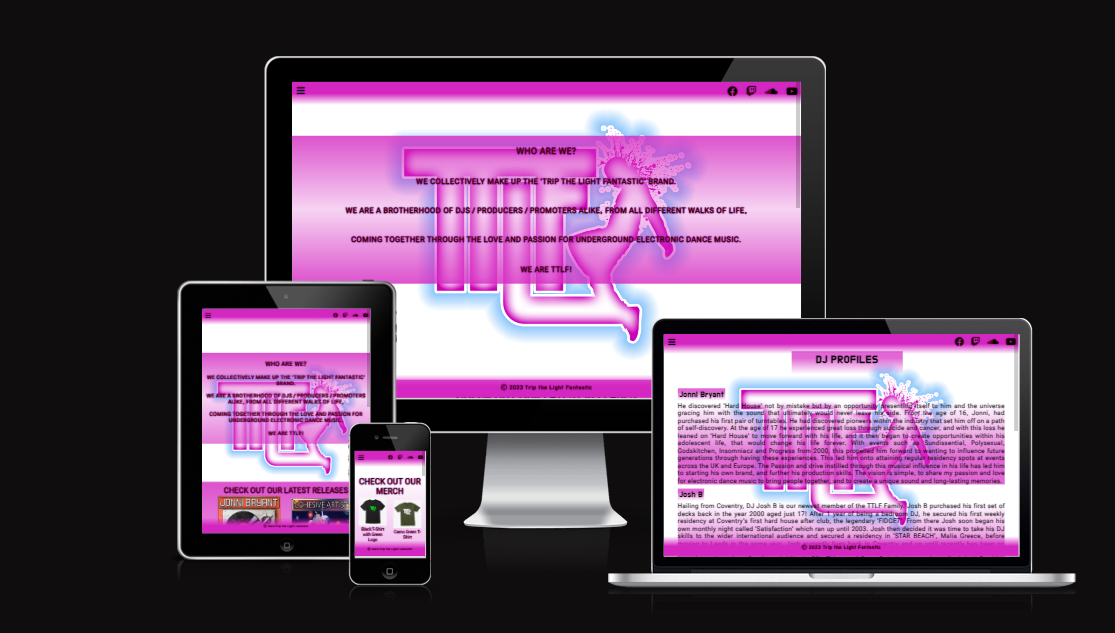 WHO ARE WE?
WE COLLECTIVELY MAKE UP THE 'TRIP THE LIGHT FANTASTIC' BRAND.
WE ARE A BROTHERHOOD OF DJS / PRODUCERS / PROMOTERS ALIKE, FROM ALL DIFFERENT WALKS OF LIFE,
COMING TOGETHER THROUGH THE LOVE AND PASSION FOR UNDERGROUND ELECTRONIC DANCE MUSIC.
WE ARE TTLF!
TTLF
© 2023 Trip the Light Fantastic
WHO ARE WE?
WE COLLECTIVELY MAKE UP THE 'TRIP THE LIGHT FANTASTIC'
BRAND.
WE ARE A BROTHERHOOD OF DJS / PRODUCERS / PROMOTERS
ALIKE, FROM ALL DIFFERENT WALKS OF LIFE,
COMING TOGETHER THROUGH THE LOVE AND PASSION FOR
UNDERGROUND ELECTRONIC DANCE MUSIC.
WE ARE TTLF!
CHECK OUT OUR LATEST RELEASES
JONNI BRYANT
© 2023 Trip the Light Fantastic
CHECK OUT OUR
MERCH
Black T-Shirt
with Green
Logo
Camo Green T-
Shirt
© 2023 Trip the Light Fantastic
DJ PROFILES
Jonni Bryant
He discovered 'Hard House' not by mistake but by an opportunity presenting itself to him and the universe
gracing him with the sound that ultimately would never leave his side. From the age of 16, Jonni, had
purchased his first pair of turntables. He had discovered pioneers within the industry that set him off on a path
of self-discovery. At the age of 17 he experienced great loss through suicide and cancer, and with this loss he
leaned on 'Hard House' to move forward with his life, and it then began to create opportunities within his
adolescent life, that would change his life forever. With events such as Sundissential, Polysexual,
Godskitchen, Insomniacz and Progress from 2000, this propelled him forward to wanting to influence future
generations through having these experiences. This led him onto attaining regular residency spots at events
across the UK and Europe. The Passion and drive instilled through this musical influence in his life has led him
to starting his own brand, and further his production skills. The vision is simple, to share my passion and love
for electronic dance music to bring people together, and to create a unique sound and long-lasting memories.
Josh B
Hailing from Coventry, DJ Josh B is our newest member of the TTLF Family. Josh B purchased his first set of
decks back in the year 2000 aged just 17! After 1 year of being a bedroom DJ, he secured his first weekly
residency at Coventry's first hard house after club, the legendary 'FIDGET'. From there Josh soon began his
own monthly night called 'Satisfaction' which ran up until 2003. Josh then decided it was time to take his DJ
skills to the wider international audience and secured a residency in 'STAR BEACH', Malia Greece, before
© 2023 Trip the Light Fantastic